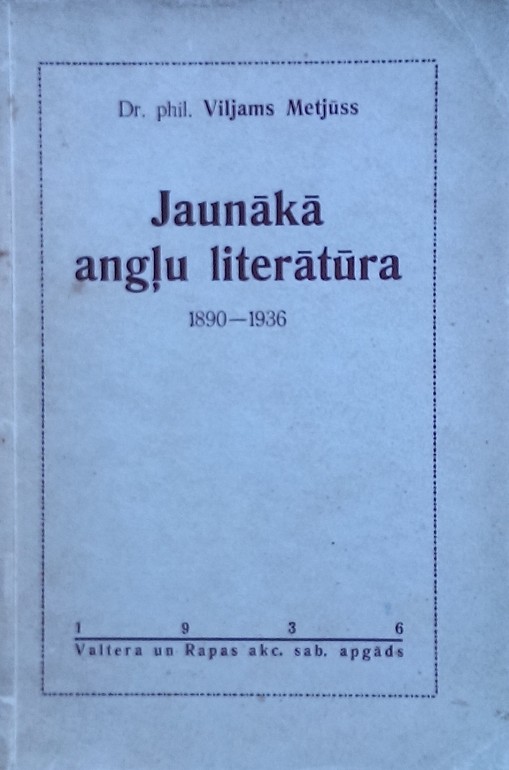 Dr. phil. Viljams Metjūss
Jaunākā
angļu literātūra
1890—1936
1 9 3 6
Valtera un Rapas akc. sab. apgāds